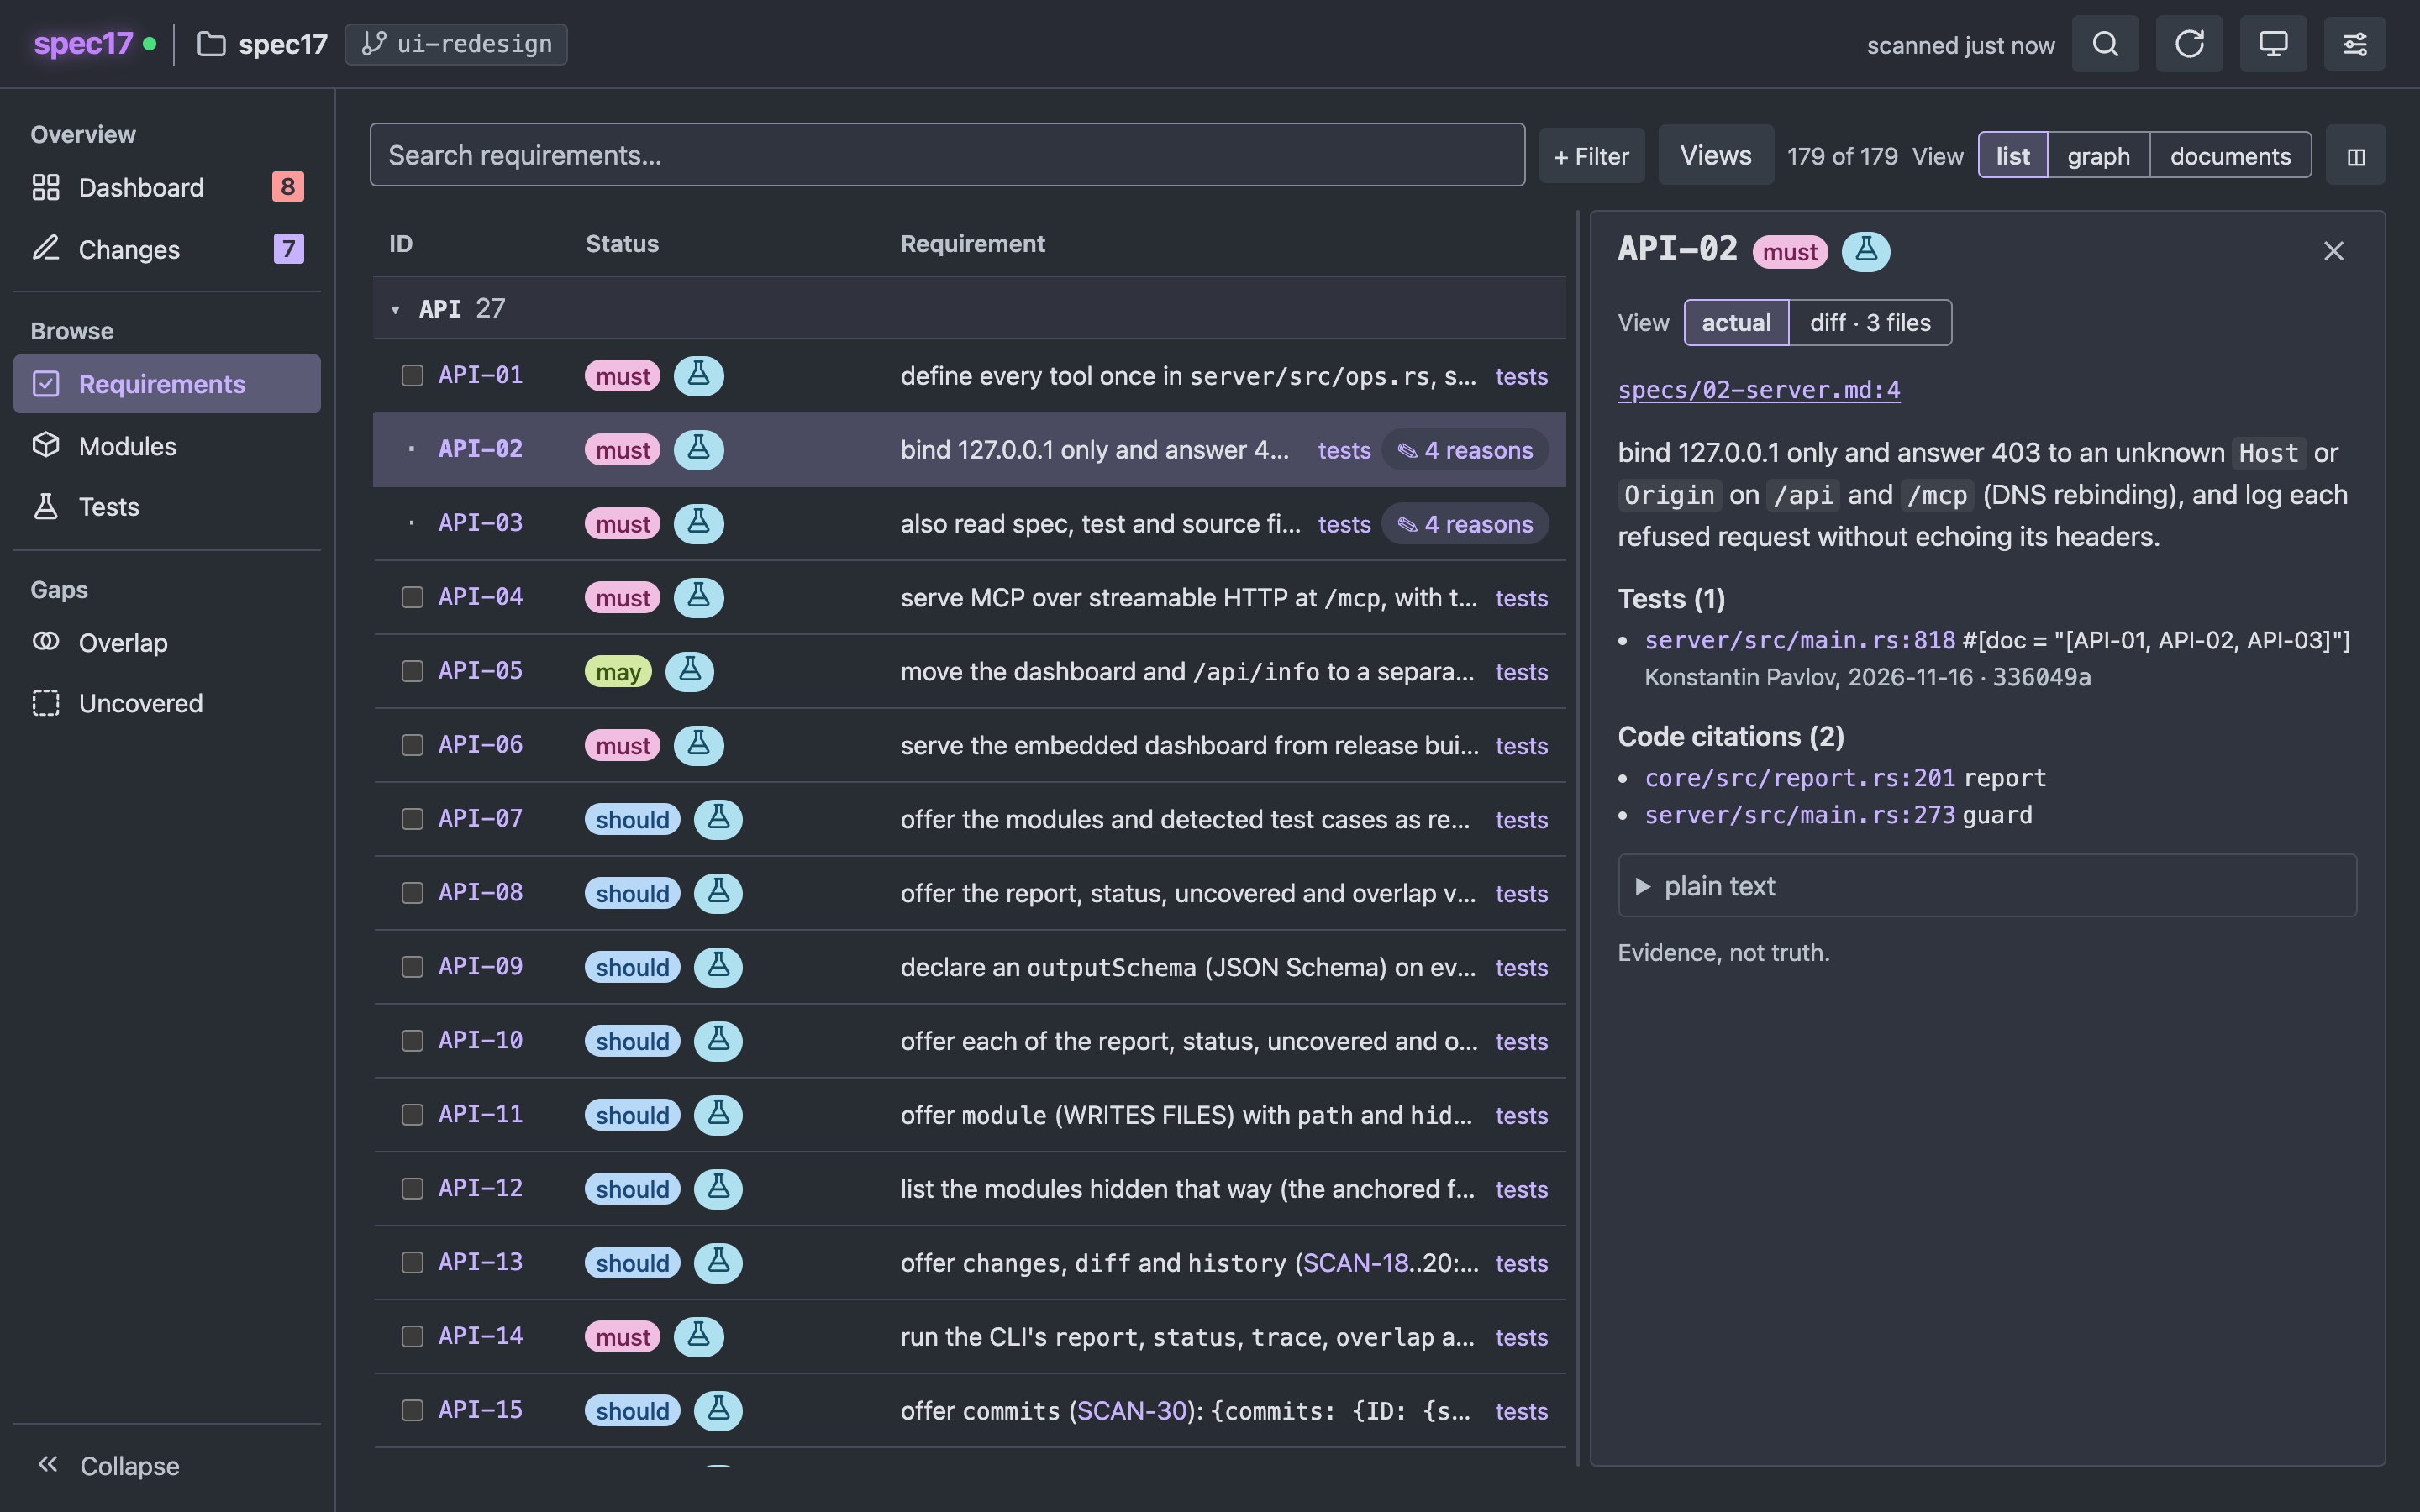 spec17
spec17
ui-redesign
scanned just now
Overview
Dashboard 8
Changes 7
Browse
Requirements
Modules
Tests
Gaps
Overlap
Uncovered
Collapse
Search requirements...
+ Filter
Views
179 of 179
View
list
graph
documents
ID Status Requirement
API 27
API-01 must define every tool once in server/src/ops.rs, s... tests
API-02 must bind 127.0.0.1 only and answer 4... tests ✎ 4 reasons
API-03 must also read spec, test and source fi... tests ✎ 4 reasons
API-04 must serve MCP over streamable HTTP at /mcp, with t... tests
API-05 may move the dashboard and /api/info to a separa... tests
API-06 must serve the embedded dashboard from release bui... tests
API-07 should offer the modules and detected test cases as re... tests
API-08 should offer the report, status, uncovered and overlap v... tests
API-09 should declare an outputSchema (JSON Schema) on ev... tests
API-10 should offer each of the report, status, uncovered and o... tests
API-11 should offer module (WRITES FILES) with path and hid... tests
API-12 should list the modules hidden that way (the anchored f... tests
API-13 should offer changes, diff and history (SCAN-18..20:... tests
API-14 must run the CLI's report, status, trace, overlap a... tests
API-15 should offer commits (SCAN-30): {commits: {ID: {s... tests
API-02 must
View
actual
diff · 3 files
specs/02-server.md:4
bind 127.0.0.1 only and answer 403 to an unknown Host or
Origin on /api and /mcp (DNS rebinding), and log each
refused request without echoing its headers.
Tests (1)
• server/src/main.rs:818 #[doc = "[API-01, API-02, API-03]"]
Konstantin Pavlov, 2026-11-16 · 336049a
Code citations (2)
• core/src/report.rs:201 report
• server/src/main.rs:273 guard
plain text
Evidence, not truth.